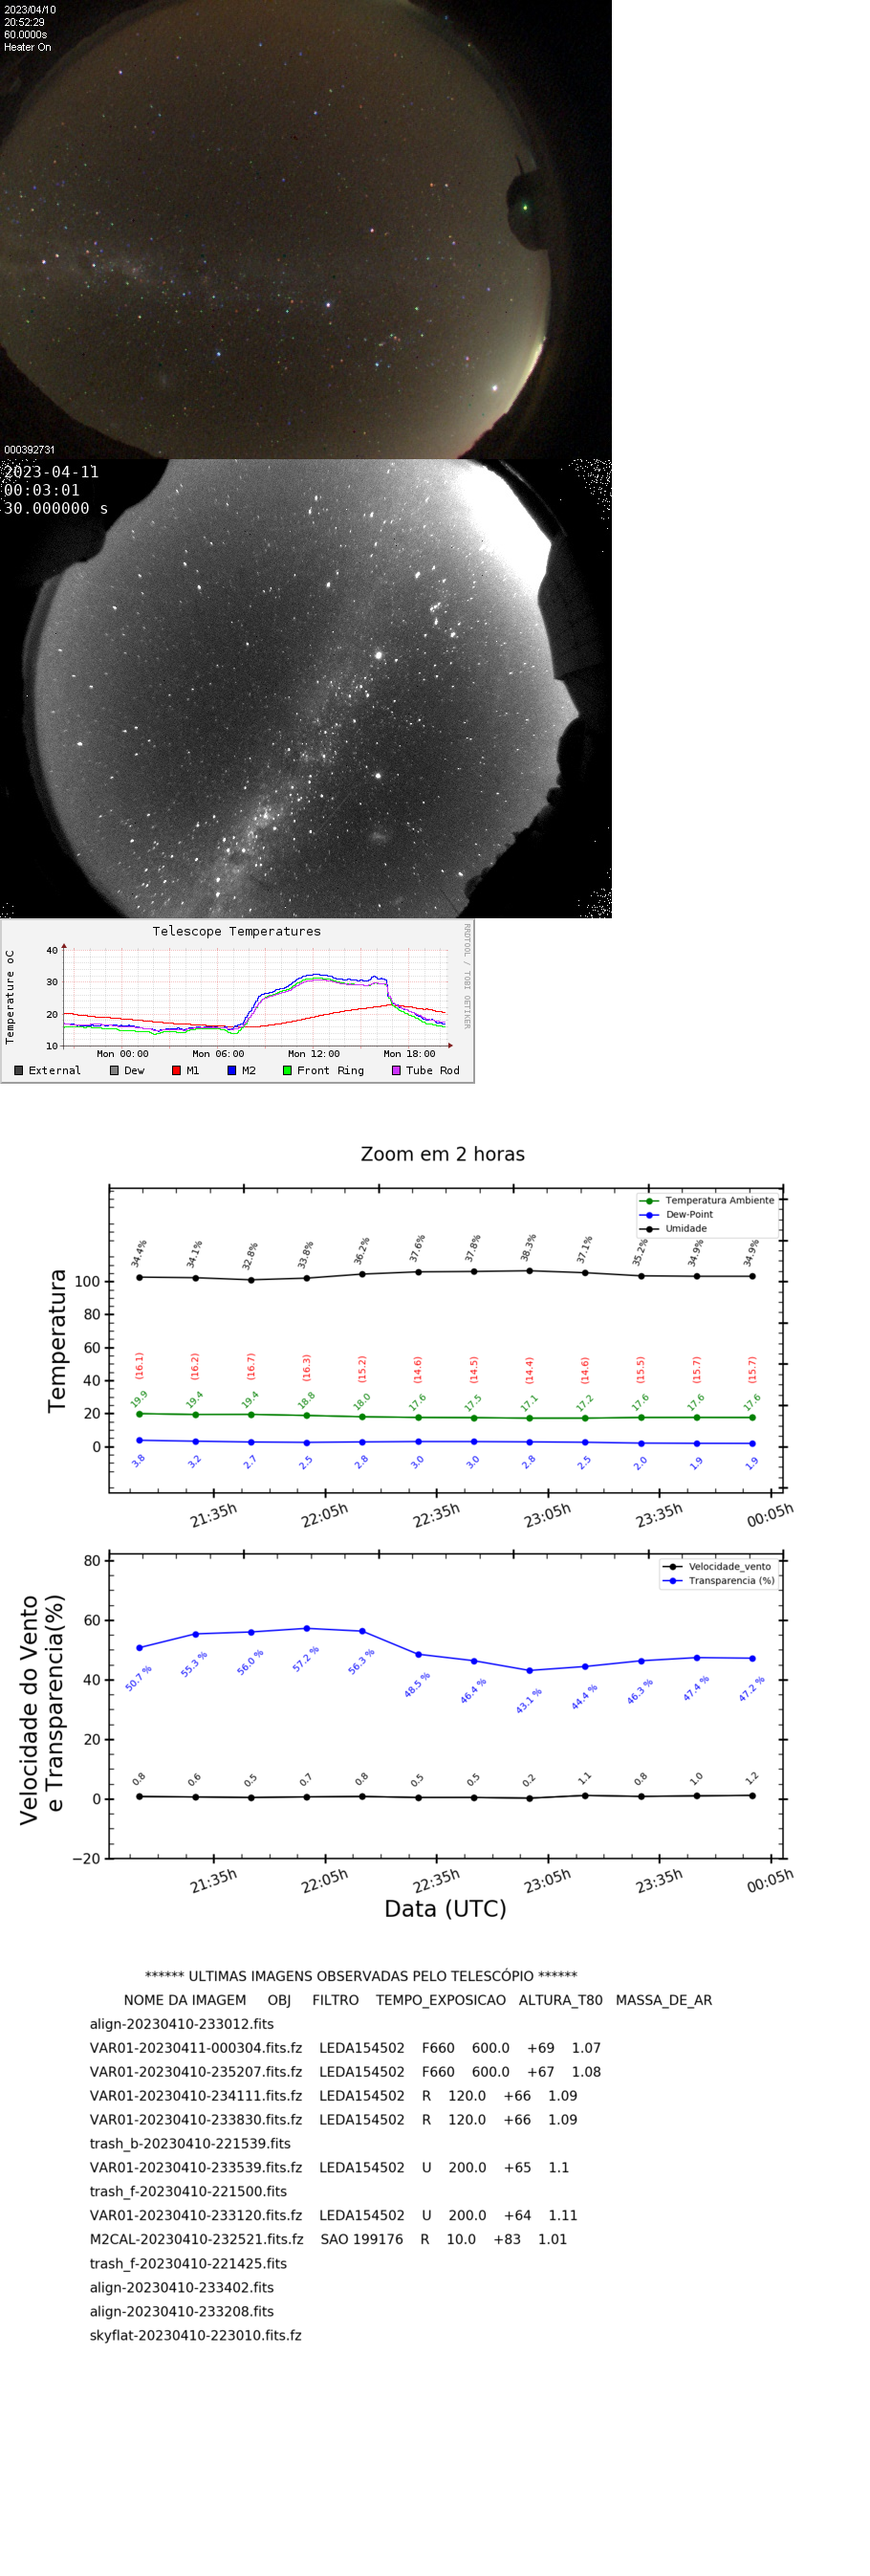 2023/04/10
20:52:29
60.0000s
Heater On
000392731
2023-04-11
00:03:01
30.000000 s
Telescope Temperatures
RRDTOOL / TOBI OETIKER
Temperature oC
40
30
20
10
Mon 00:00 Mon 06:00 Mon 12:00 Mon 18:00
External Dew M1 M2 Front Ring Tube Rod
Zoom em 2 horas
Temperatura Ambiente
Dew-Point
Umidade
34.4% 34.1% 32.8% 33.8% 36.2% 37.6% 37.8% 38.3% 37.1% 35.2% 34.9% 34.9%
Temperatura
100
80
60
40
20
0
(16.1) (16.2) (16.7) (16.3) (15.2) (14.6) (14.5) (14.4) (14.6) (15.5) (15.7) (15.7)
19.9 19.4 19.4 18.8 18.0 17.6 17.5 17.1 17.2 17.6 17.6 17.6
3.8 3.2 2.7 2.5 2.8 3.0 3.0 2.8 2.5 2.0 1.9 1.9
21:35h 22:05h 22:35h 23:05h 23:35h 00:05h
Velocidade_vento
Transparencia (%)
Velocidade do Vento
e Transparencia(%)
80
60
40
20
0
−20
50.7 % 55.3 % 56.0 % 57.2 % 56.3 % 48.5 % 46.4 % 43.1 % 44.4 % 46.3 % 47.4 % 47.2 %
0.8 0.6 0.5 0.7 0.8 0.5 0.5 0.2 1.1 0.8 1.0 1.2
21:35h 22:05h 22:35h 23:05h 23:35h 00:05h
Data (UTC)
****** ULTIMAS IMAGENS OBSERVADAS PELO TELESCÓPIO ******
NOME DA IMAGEM OBJ FILTRO TEMPO_EXPOSICAO ALTURA_T80 MASSA_DE_AR
align-20230410-233012.fits
VAR01-20230411-000304.fits.fz LEDA154502 F660 600.0 +69 1.07
VAR01-20230410-235207.fits.fz LEDA154502 F660 600.0 +67 1.08
VAR01-20230410-234111.fits.fz LEDA154502 R 120.0 +66 1.09
VAR01-20230410-233830.fits.fz LEDA154502 R 120.0 +66 1.09
trash_b-20230410-221539.fits
VAR01-20230410-233539.fits.fz LEDA154502 U 200.0 +65 1.1
trash_f-20230410-221500.fits
VAR01-20230410-233120.fits.fz LEDA154502 U 200.0 +64 1.11
M2CAL-20230410-232521.fits.fz SAO 199176 R 10.0 +83 1.01
trash_f-20230410-221425.fits
align-20230410-233402.fits
align-20230410-233208.fits
skyflat-20230410-223010.fits.fz